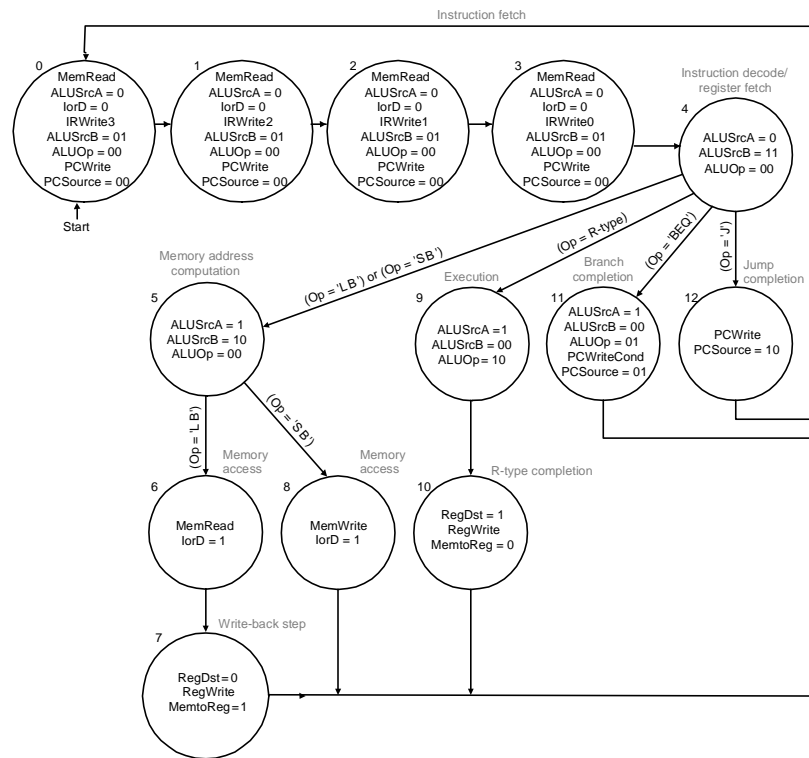 Instruction fetch
0
MemRead
ALUSrcA = 0
IorD = 0
IRWrite3
ALUSrcB = 01
ALUOp = 00
PCWrite
PCSource = 00
Start
1
MemRead
ALUSrcA = 0
IorD = 0
IRWrite2
ALUSrcB = 01
ALUOp = 00
PCWrite
PCSource = 00
2
MemRead
ALUSrcA = 0
IorD = 0
IRWrite1
ALUSrcB = 01
ALUOp = 00
PCWrite
PCSource = 00
3
MemRead
ALUSrcA = 0
IorD = 0
IRWrite0
ALUSrcB = 01
ALUOp = 00
PCWrite
PCSource = 00
Instruction decode/
register fetch
4
ALUSrcA = 0
ALUSrcB = 11
ALUOp = 00
(Op = 'LB') or (Op = 'SB')
(Op = R-type)
(Op = 'BEQ')
(Op = 'J')
Memory address
computation
5
ALUSrcA = 1
ALUSrcB = 10
ALUOp = 00
Execution
9
ALUSrcA =1
ALUSrcB = 00
ALUOp= 10
Branch
completion
11
ALUSrcA = 1
ALUSrcB = 00
ALUOp = 01
PCWriteCond
PCSource = 01
Jump
completion
12
PCWrite
PCSource = 10
(Op = 'LB')
(Op = 'SB')
Memory
access
6
MemRead
IorD = 1
Memory
access
8
MemWrite
IorD = 1
R-type completion
10
RegDst = 1
RegWrite
MemtoReg = 0
Write-back step
7
RegDst=0
RegWrite
MemtoReg=1